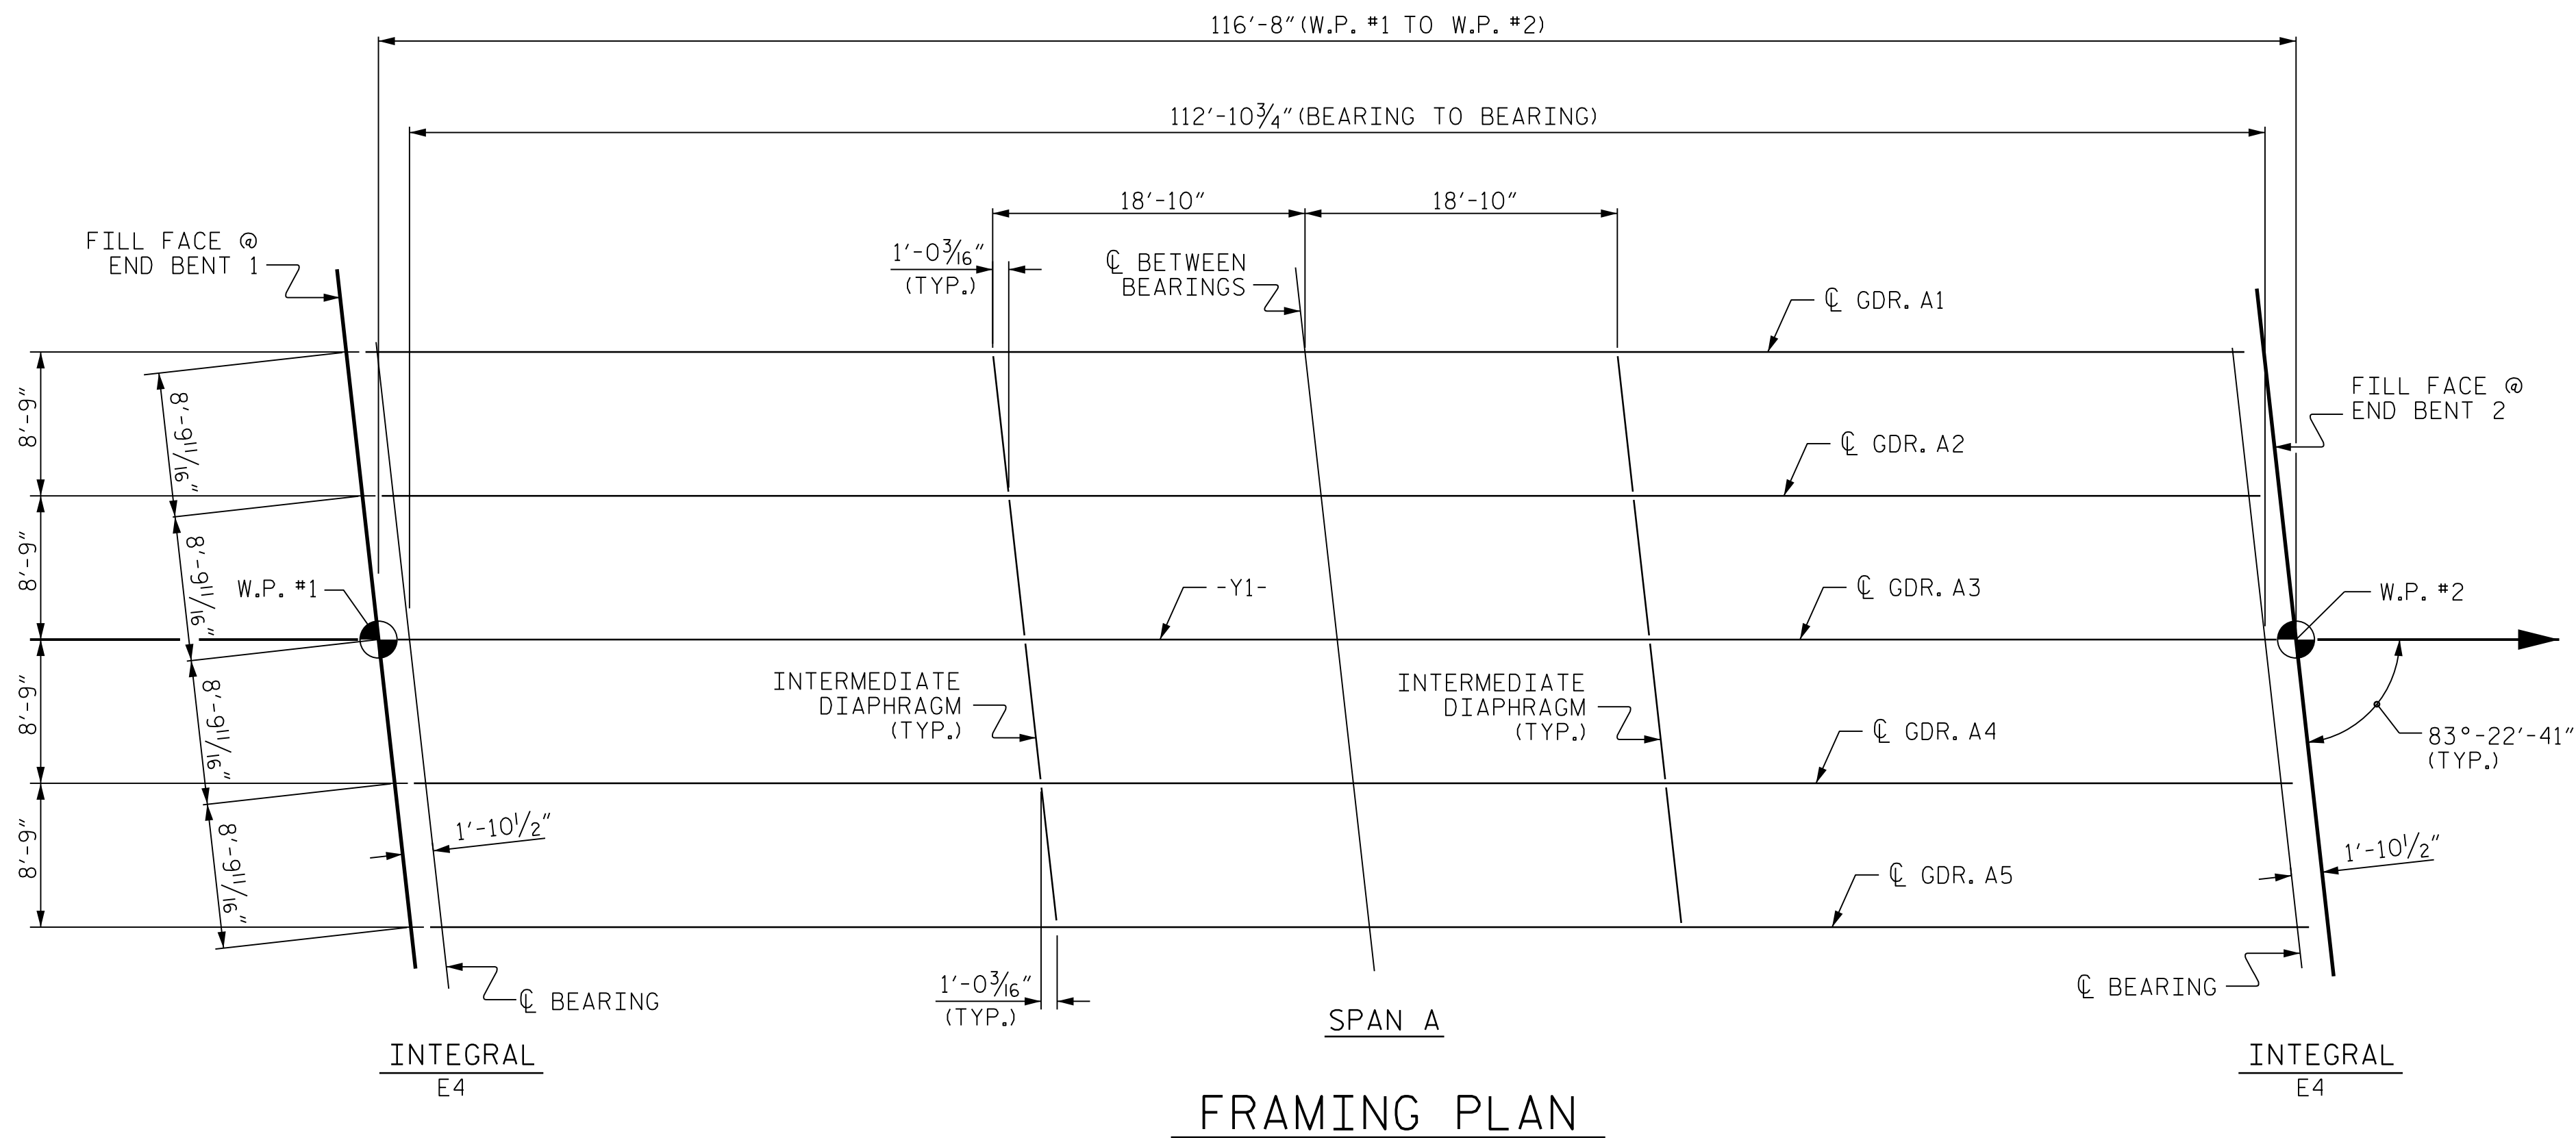 116'-8" (W.P. #1 TO W.P. #2)
112'-10¾" (BEARING TO BEARING)
18'-10"
18'-10"
FILL FACE @
END BENT 1
1'-0³⁄₁₆"
(TYP.)
℄ BETWEEN
BEARINGS
℄ GDR. A1
8'-9"
8'-9¹¹⁄₁₆"
FILL FACE @
END BENT 2
℄ GDR. A2
8'-9"
8'-9¹¹⁄₁₆"
W.P. #1
-Y1-
℄ GDR. A3
W.P. #2
8'-9"
8'-9¹¹⁄₁₆"
INTERMEDIATE
DIAPHRAGM
(TYP.)
INTERMEDIATE
DIAPHRAGM
(TYP.)
℄ GDR. A4
83°-22'-41"
(TYP.)
8'-9"
8'-9¹¹⁄₁₆"
1'-10½"
℄ GDR. A5
1'-10½"
℄ BEARING
1'-0³⁄₁₆"
(TYP.)
℄ BEARING
SPAN A
INTEGRAL
E4
INTEGRAL
E4
FRAMING PLAN